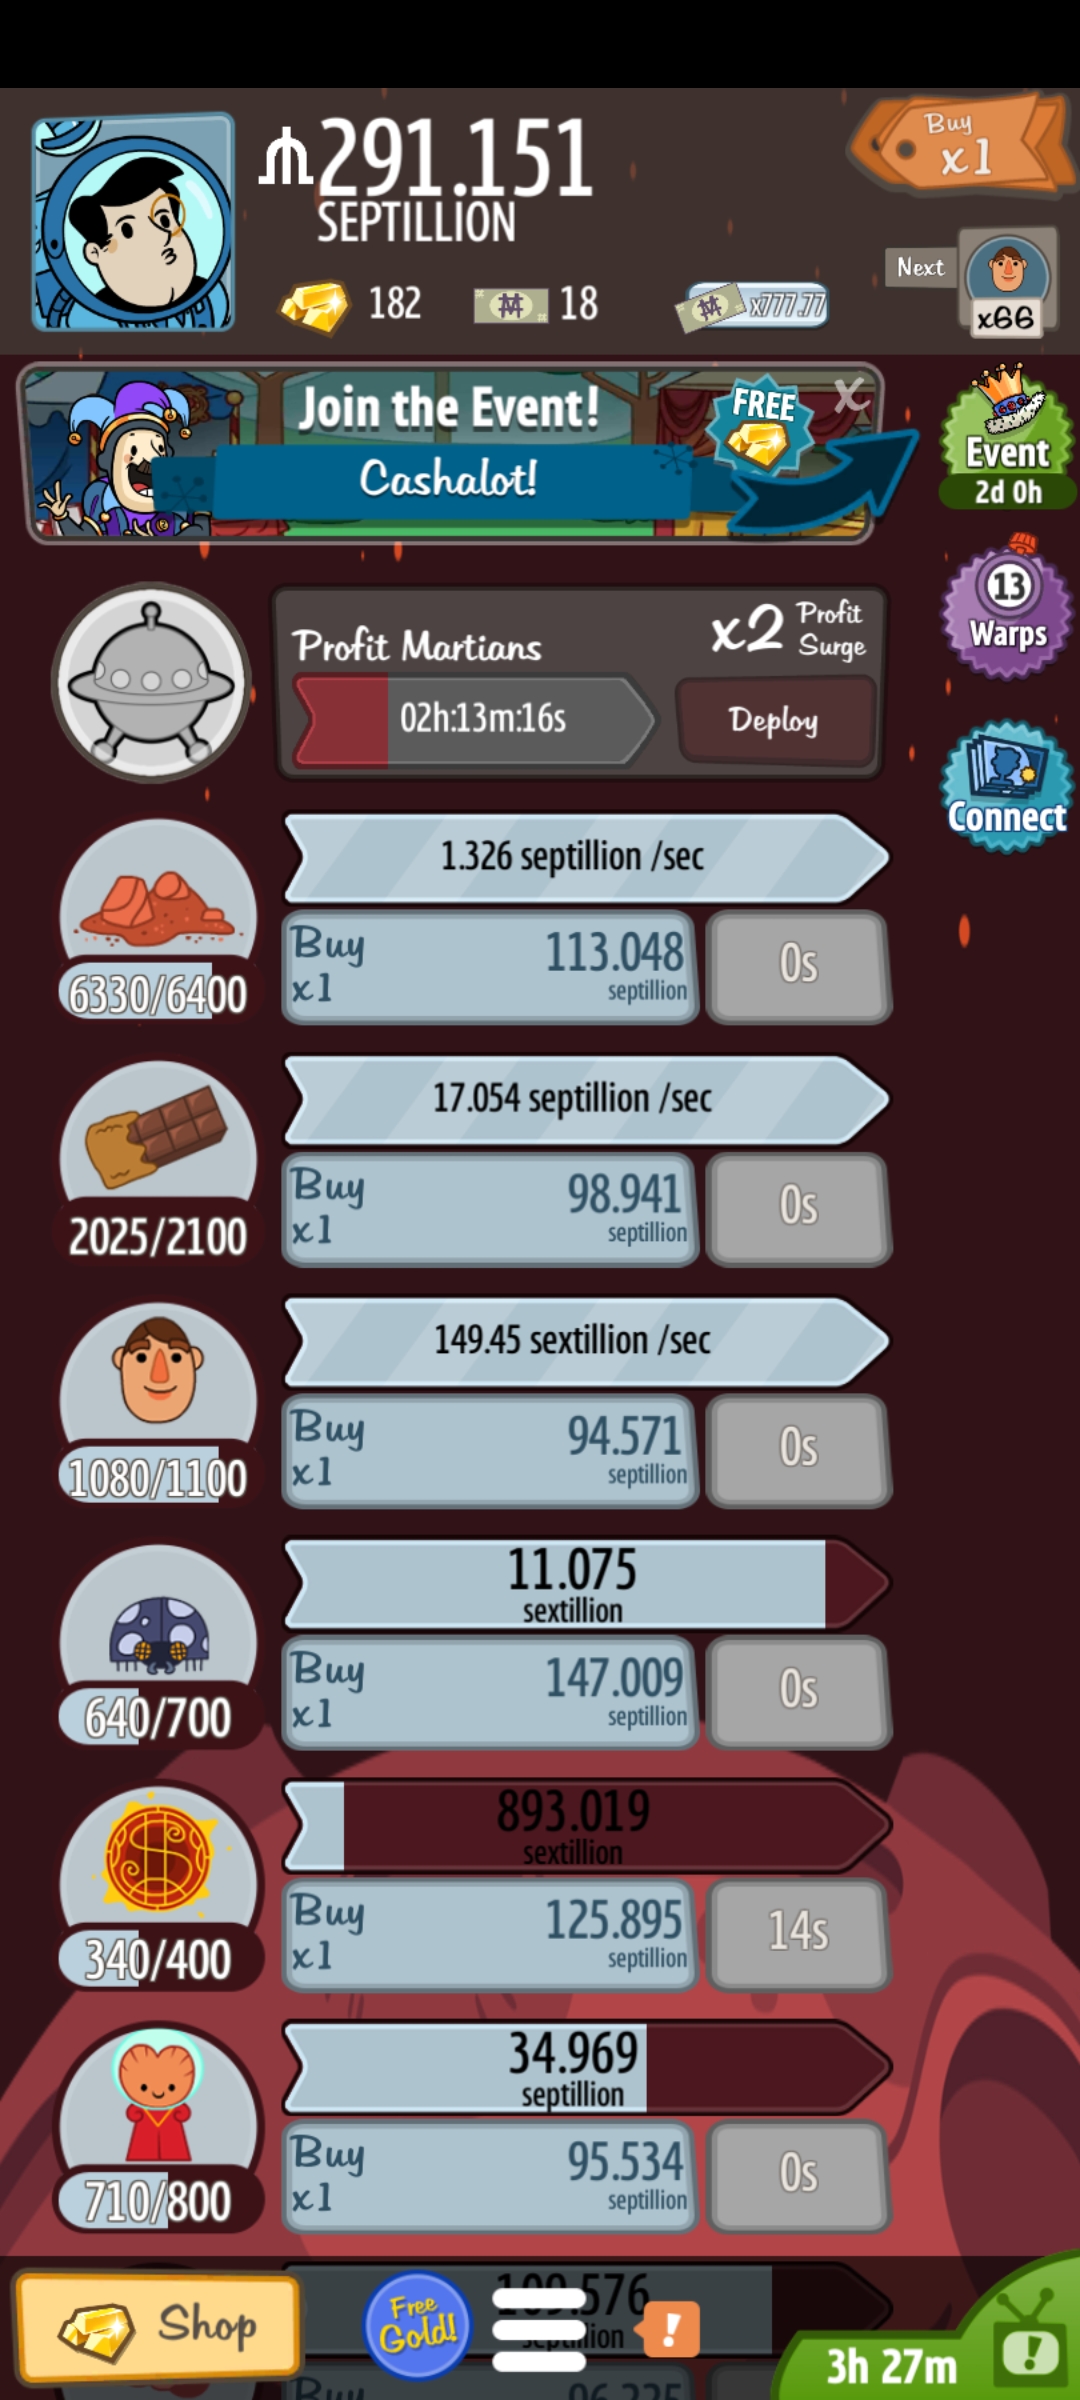 291.151
SEPTILLION
Buy
x1
182
18
x777.77
Next
x66
Join the Event!
FREE
X
Cashalot!
Event
2d 0h
13
Warps
Connect
Profit Martians
x2 Profit Surge
02h:13m:16s
Deploy
1.326 septillion /sec
6330/6400
Buy x1
113.048
septillion
0s
17.054 septillion /sec
2025/2100
Buy x1
98.941
septillion
0s
149.45 sextillion /sec
1080/1100
Buy x1
94.571
septillion
0s
11.075
sextillion
640/700
Buy x1
147.009
septillion
0s
893.019
sextillion
340/400
Buy x1
125.895
septillion
14s
34.969
septillion
710/800
Buy x1
95.534
septillion
0s
Shop
Free
Gold!
!
3h 27m
!
Buy